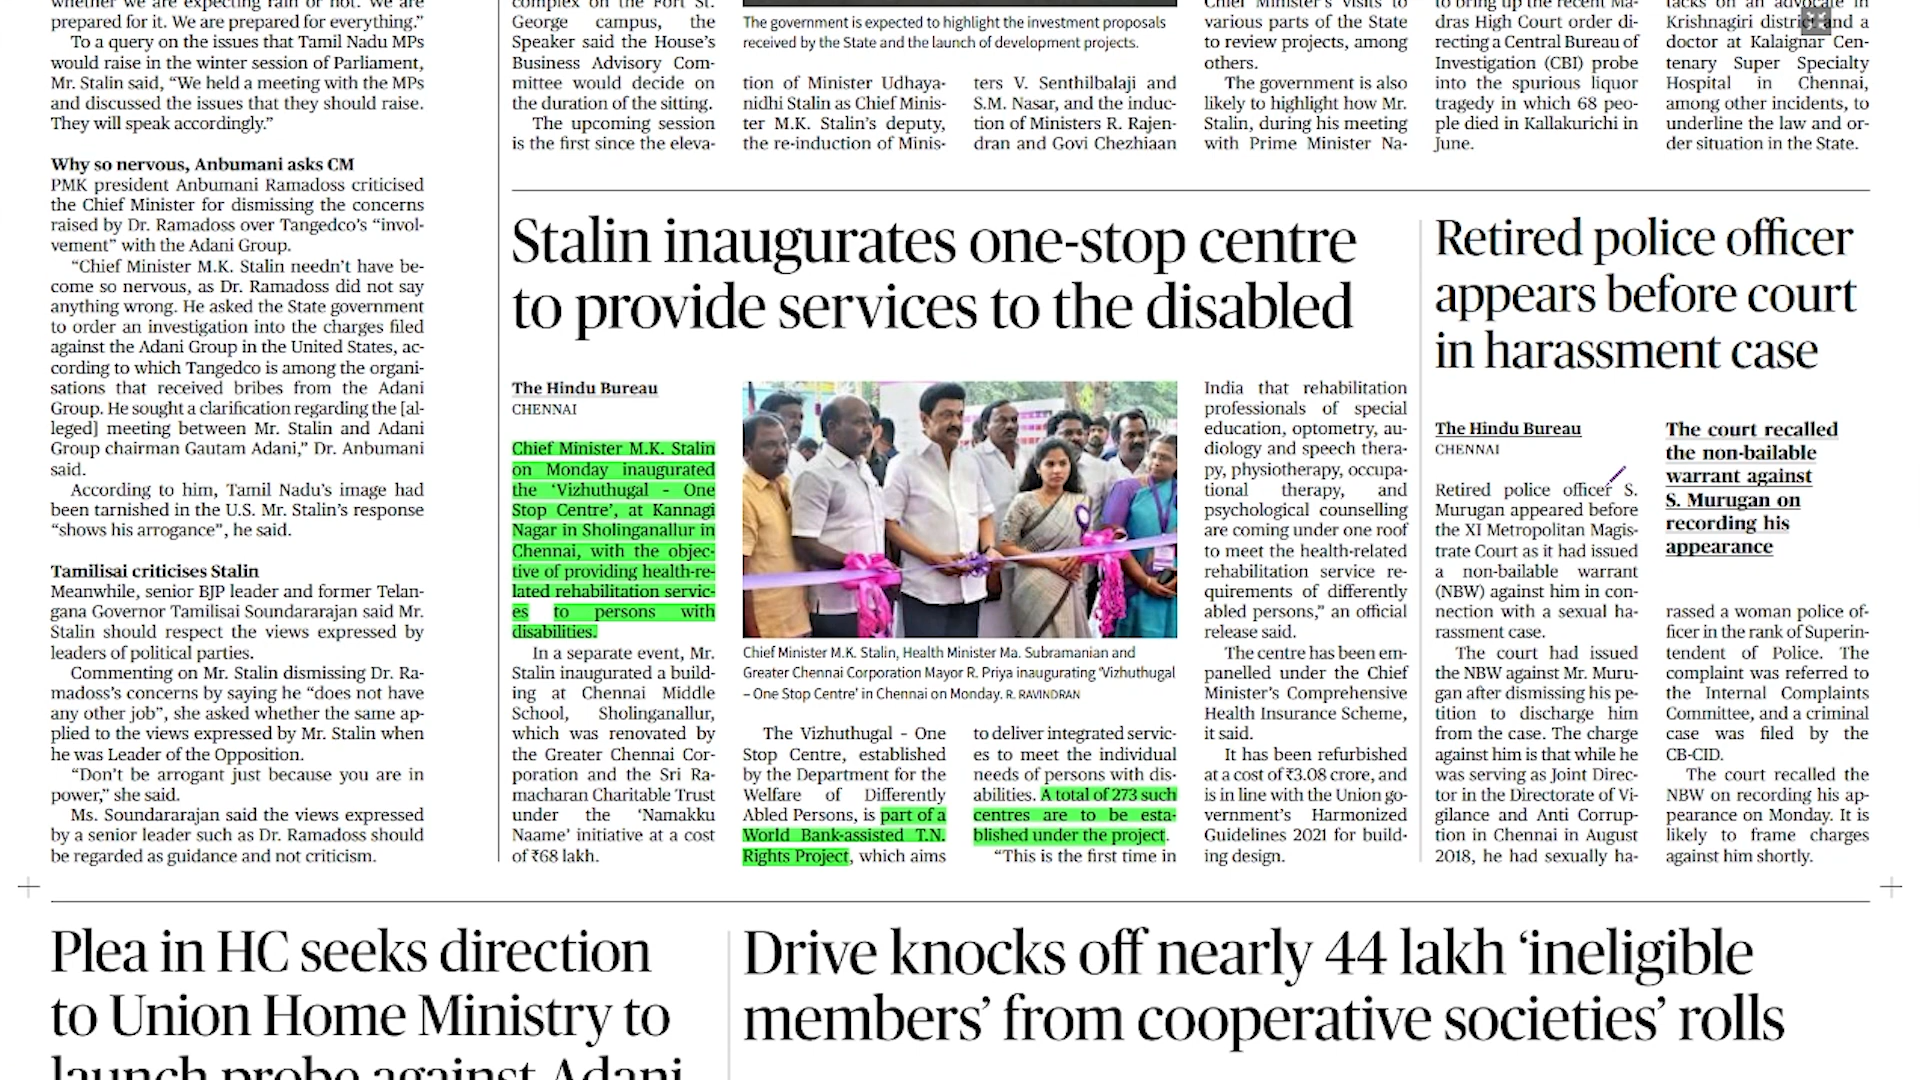 whether we are expecting rain or not. We are
prepared for it. We are prepared for everything.”
To a query on the issues that Tamil Nadu MPs
would raise in the winter session of Parliament,
Mr. Stalin said, “We held a meeting with the MPs
and discussed the issues that they should raise.
They will speak accordingly.”
Why so nervous, Anbumani asks CM
PMK president Anbumani Ramadoss criticised
the Chief Minister for dismissing the concerns
raised by Dr. Ramadoss over Tangedco’s “invol-
vement” with the Adani Group.
“Chief Minister M.K. Stalin needn’t have be-
come so nervous, as Dr. Ramadoss did not say
anything wrong. He asked the State government
to order an investigation into the charges filed
against the Adani Group in the United States, ac-
cording to which Tangedco is among the organi-
sations that received bribes from the Adani
Group. He sought a clarification regarding the [al-
leged] meeting between Mr. Stalin and Adani
Group chairman Gautam Adani,” Dr. Anbumani
said.
According to him, Tamil Nadu’s image had
been tarnished in the U.S. Mr. Stalin’s response
“shows his arrogance”, he said.
Tamilisai criticises Stalin
Meanwhile, senior BJP leader and former Telan-
gana Governor Tamilisai Soundararajan said Mr.
Stalin should respect the views expressed by
leaders of political parties.
Commenting on Mr. Stalin dismissing Dr. Ra-
madoss’s concerns by saying he “does not have
any other job”, she asked whether the same ap-
plied to the views expressed by Mr. Stalin when
he was Leader of the Opposition.
“Don’t be arrogant just because you are in
power,” she said.
Ms. Soundararajan said the views expressed
by a senior leader such as Dr. Ramadoss should
be regarded as guidance and not criticism.
complex on the Fort St.
George campus, the
Speaker said the House’s
Business Advisory Com-
mittee would decide on
the duration of the sitting.
The upcoming session
is the first since the eleva-
The government is expected to highlight the investment proposals
received by the State and the launch of development projects.
tion of Minister Udhaya-
nidhi Stalin as Chief Minis-
ter M.K. Stalin’s deputy,
the re-induction of Minis-
ters V. Senthilbalaji and
S.M. Nasar, and the induc-
tion of Ministers R. Rajen-
dran and Govi Chezhiaan
Chief Minister’s visits to
various parts of the State
to review projects, among
others.
The government is also
likely to highlight how Mr.
Stalin, during his meeting
with Prime Minister Na-
to bring up the recent Ma-
dras High Court order di-
recting a Central Bureau of
Investigation (CBI) probe
into the spurious liquor
tragedy in which 68 peo-
ple died in Kallakurichi in
June.
tacks on an advocate in
Krishnagiri district and a
doctor at Kalaignar Cen-
tenary Super Specialty
Hospital in Chennai,
among other incidents, to
underline the law and or-
der situation in the State.
Stalin inaugurates one-stop centre
to provide services to the disabled
The Hindu Bureau
CHENNAI
Chief Minister M.K. Stalin
on Monday inaugurated
the ‘Vizhuthugal - One
Stop Centre’, at Kannagi
Nagar in Sholinganallur in
Chennai, with the objec-
tive of providing health-re-
lated rehabilitation servic-
es to persons with
disabilities.
In a separate event, Mr.
Stalin inaugurated a build-
ing at Chennai Middle
School, Sholinganallur,
which was renovated by
the Greater Chennai Cor-
poration and the Sri Ra-
macharan Charitable Trust
under the ‘Namakku
Naame’ initiative at a cost
of ₹68 lakh.
Chief Minister M.K. Stalin, Health Minister Ma. Subramanian and
Greater Chennai Corporation Mayor R. Priya inaugurating ‘Vizhuthugal
– One Stop Centre’ in Chennai on Monday. R. RAVINDRAN
The Vizhuthugal - One
Stop Centre, established
by the Department for the
Welfare of Differently
Abled Persons, is part of a
World Bank-assisted T.N.
Rights Project, which aims
to deliver integrated servic-
es to meet the individual
needs of persons with dis-
abilities. A total of 273 such
centres are to be esta-
blished under the project.
“This is the first time in
India that rehabilitation
professionals of special
education, optometry, au-
diology and speech thera-
py, physiotherapy, occupa-
tional therapy, and
psychological counselling
are coming under one roof
to meet the health-related
rehabilitation service re-
quirements of differently
abled persons,” an official
release said.
The centre has been em-
panelled under the Chief
Minister’s Comprehensive
Health Insurance Scheme,
it said.
It has been refurbished
at a cost of ₹3.08 crore, and
is in line with the Union go-
vernment’s Harmonized
Guidelines 2021 for build-
ing design.
Retired police officer
appears before court
in harassment case
The Hindu Bureau
CHENNAI
Retired police officer S.
Murugan appeared before
the XI Metropolitan Magis-
trate Court as it had issued
a non-bailable warrant
(NBW) against him in con-
nection with a sexual ha-
rassment case.
The court had issued
the NBW against Mr. Muru-
gan after dismissing his pe-
tition to discharge him
from the case. The charge
against him is that while he
was serving as Joint Direc-
tor in the Directorate of Vi-
gilance and Anti Corrup-
tion in Chennai in August
2018, he had sexually ha-
The court recalled
the non-bailable
warrant against
S. Murugan on
recording his
appearance
rassed a woman police of-
ficer in the rank of Superin-
tendent of Police. The
complaint was referred to
the Internal Complaints
Committee, and a criminal
case was filed by the
CB-CID.
The court recalled the
NBW on recording his ap-
pearance on Monday. It is
likely to frame charges
against him shortly.
Plea in HC seeks direction
to Union Home Ministry to
launch probe against Adani
Drive knocks off nearly 44 lakh ‘ineligible
members’ from cooperative societies’ rolls